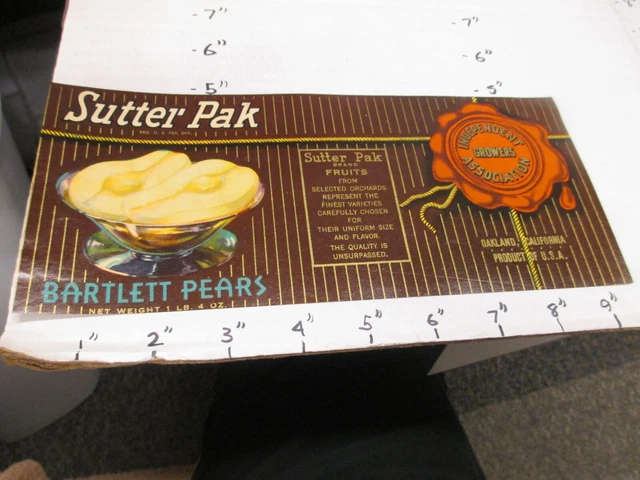 - 7"
- 7"
- 6"
- 6"
- 5"
- 5"
Sutter Pak
REG. U. S. PAT. OFF.
BARTLETT PEARS
NET WEIGHT 1 LB. 4 OZ.
Sutter Pak
BRAND
FRUITS
FROM
SELECTED ORCHARDS
REPRESENT THE
FINEST VARIETIES
CAREFULLY CHOSEN
FOR
THEIR UNIFORM SIZE
AND FLAVOR.
THE QUALITY IS
UNSURPASSED.
INDEPENDENT
GROWERS
ASSOCIATION
OAKLAND, CALIFORNIA
PRODUCT OF U.S.A.
1" 2" 3" 4" 5" 6" 7" 8" 9"